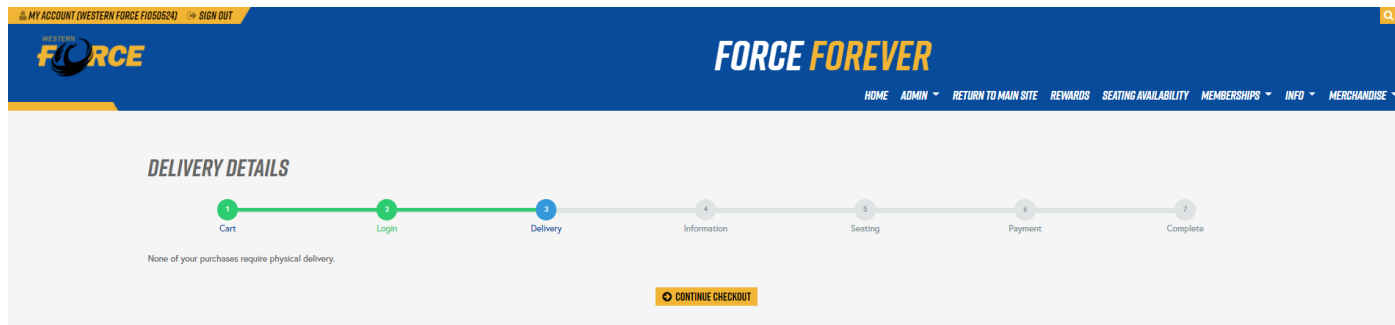 MY ACCOUNT (WESTERN FORCE FI050524) SIGN OUT
WESTERN
FORCE
FORCE FOREVER
HOME ADMIN RETURN TO MAIN SITE REWARDS SEATING AVAILABILITY MEMBERSHIPS INFO MERCHANDISE
DELIVERY DETAILS
1 2 3 4 5 6 7
Cart Login Delivery Information Seating Payment Complete
None of your purchases require physical delivery.
CONTINUE CHECKOUT